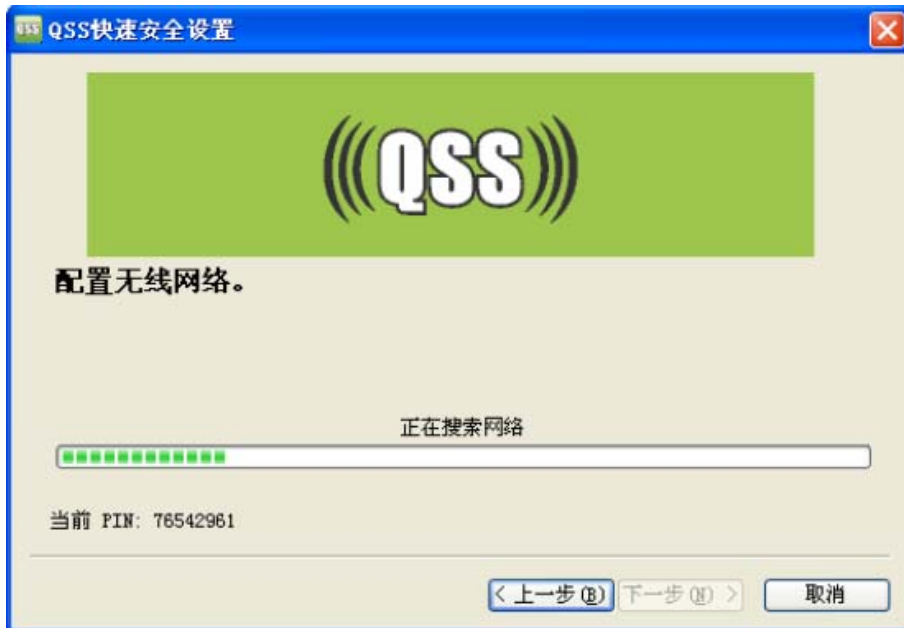 QSS QSS快速安全设置
(((QSS)))
配置无线网络。
正在搜索网络
当前 PIN: 76542961
< 上一步(B) 下一步(N) > 取消